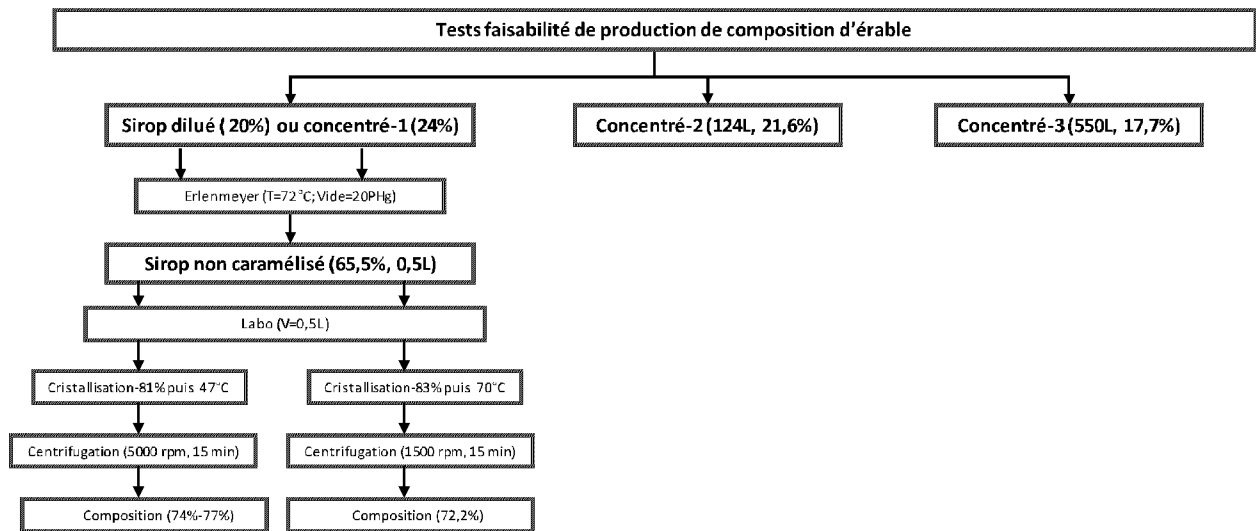 Tests faisabilité de production de composition d'érable
Sirop dilué (20%) ou concentré-1 (24%)
Concentré-2 (124L, 21,6%)
Concentré-3 (550L, 17,7%)
Erlenmeyer (T=72°C; Vide=20PHg)
Sirop non caramélisé (65,5%, 0,5L)
Labo (V=0,5L)
Cristallisation-81% puis 47°C
Cristallisation-83% puis 70°C
Centrifugation (5000 rpm, 15 min)
Centrifugation (1500 rpm, 15 min)
Composition (74%-77%)
Composition (72,2%)